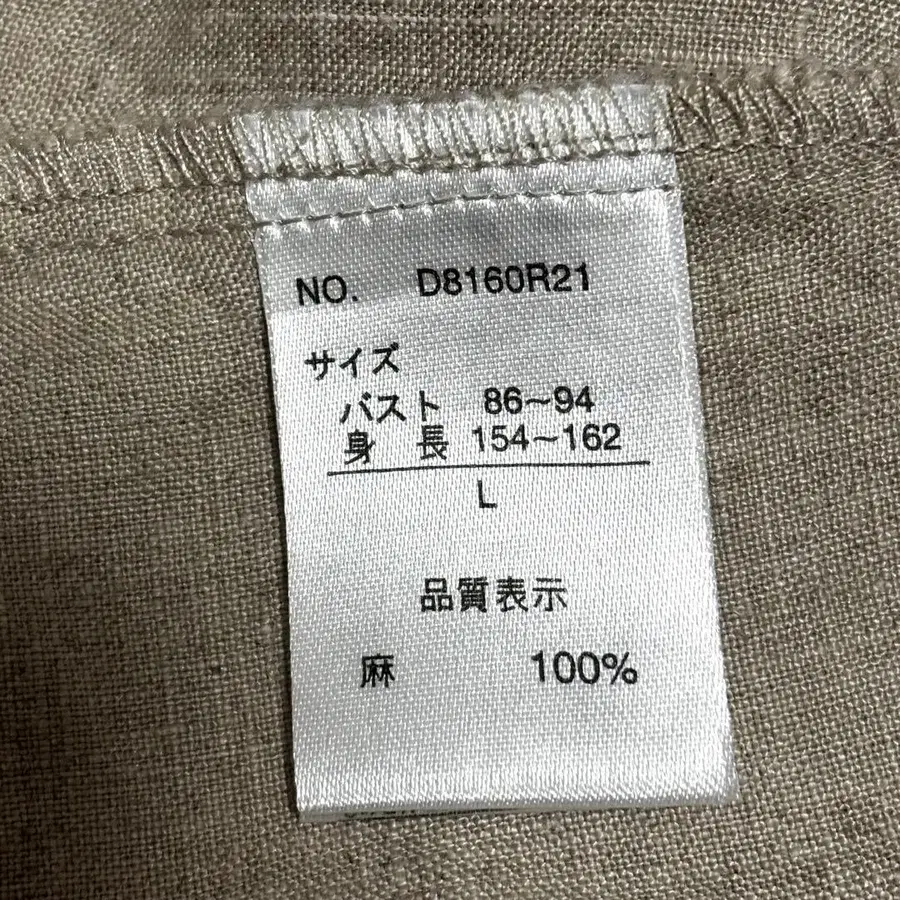 NO. D8160R21
サイズ
バスト 86~94
身長 154~162
L
品質表示
麻 100%